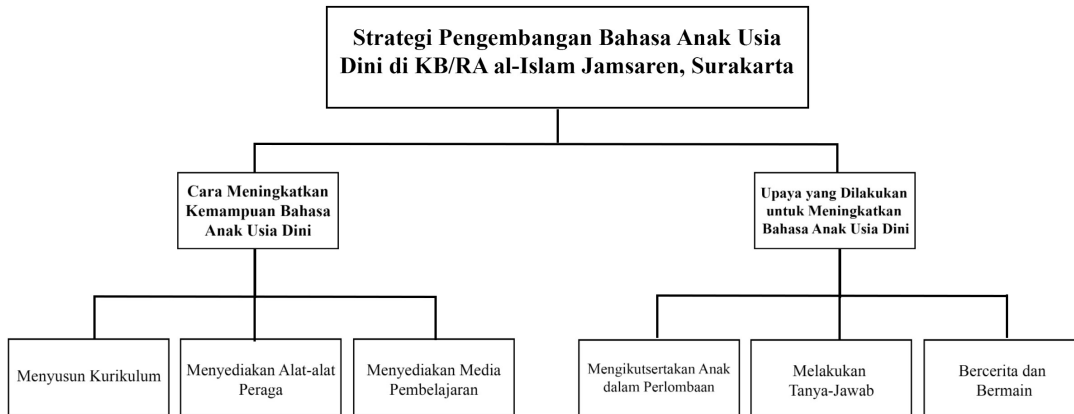 Strategi Pengembangan Bahasa Anak Usia
Dini di KB/RA al-Islam Jamsaren, Surakarta
Cara Meningkatkan
Kemampuan Bahasa
Anak Usia Dini
Upaya yang Dilakukan
untuk Meningkatkan
Bahasa Anak Usia Dini
Menyusun Kurikulum
Menyediakan Alat-alat
Peraga
Menyediakan Media
Pembelajaran
Mengikutsertakan Anak
dalam Perlombaan
Melakukan
Tanya-Jawab
Bercerita dan
Bermain